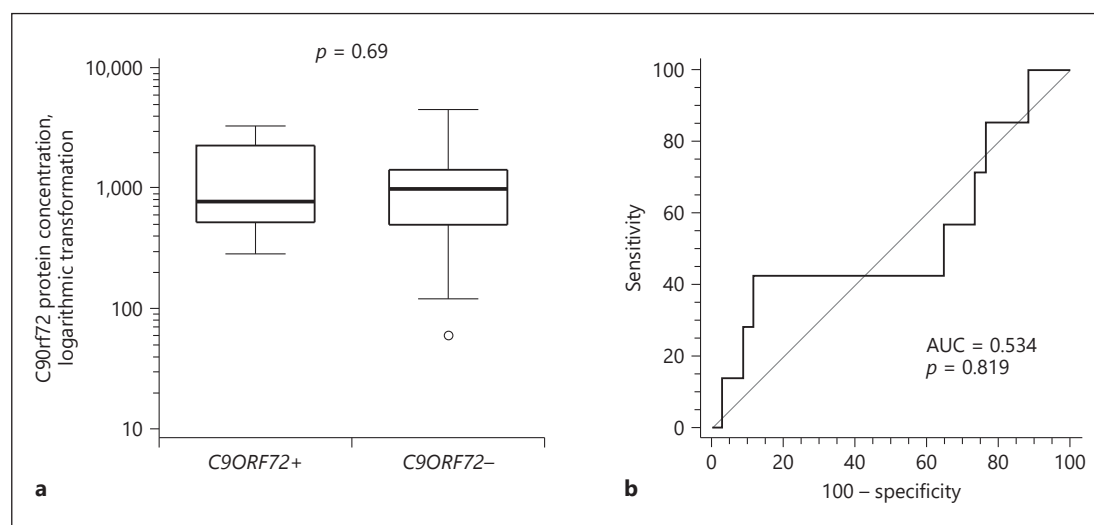 p = 0.69
10,000
1,000
100
10
C90rf72 protein concentration,
logarithmic transformation
C9ORF72+
C9ORF72–
a
100
80
60
40
20
0
Sensitivity
AUC = 0.534
p = 0.819
0
20
40
60
80
100
100 – specificity
b